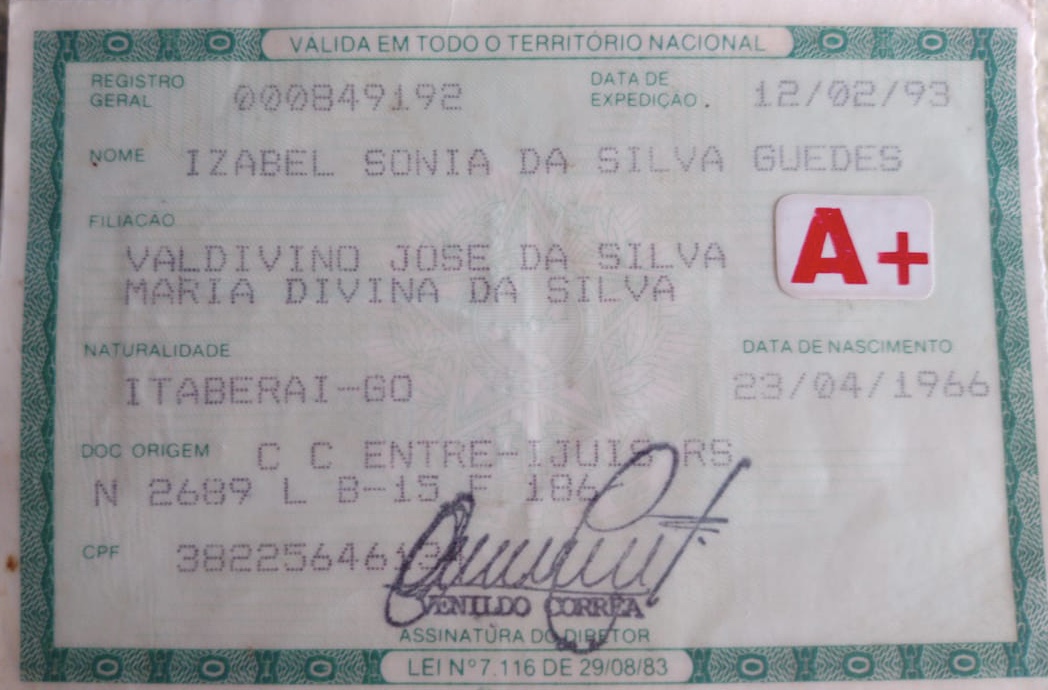 VÁLIDA EM TODO O TERRITÓRIO NACIONAL
REGISTRO GERAL 000849192 DATA DE EXPEDIÇÃO. 12/02/93
NOME IZABEL SONIA DA SILVA GUEDES
FILIAÇÃO
VALDIVINO JOSE DA SILVA
MARIA DIVINA DA SILVA
A+
NATURALIDADE DATA DE NASCIMENTO
ITABERAI-GO 23/04/1966
DOC ORIGEM C C ENTRE-IJUIS RS
N 2689 L B-15 F 186
CPF
VENILDO CORRÊA
ASSINATURA DO DIRETOR
LEI Nº 7.116 DE 29/08/83